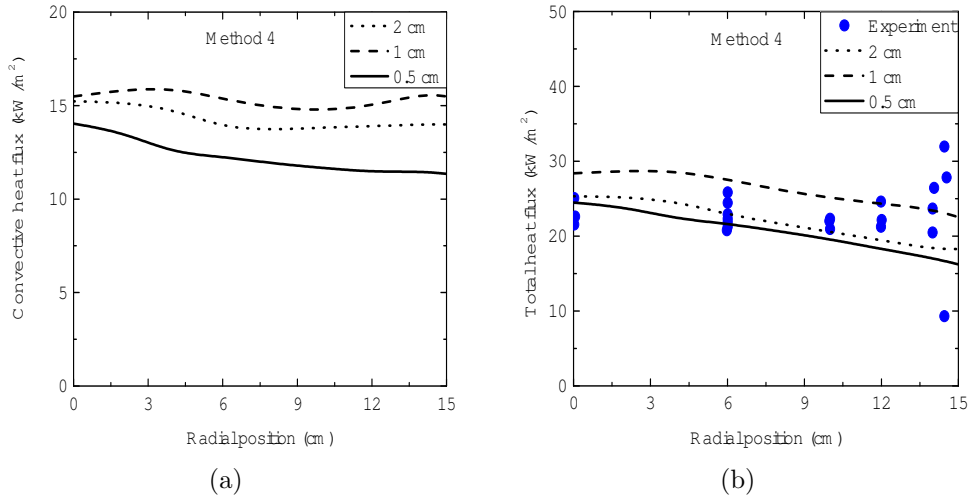 Method 4
2 cm
1 cm
0.5 cm
Convective heat flux (kW/m²)
20
15
10
5
0
0 3 6 9 12 15
Radial position (cm)
(a)
Method 4
Experiment
2 cm
1 cm
0.5 cm
Total heat flux (kW/m²)
50
40
30
20
10
0
0 3 6 9 12 15
Radial position (cm)
(b)